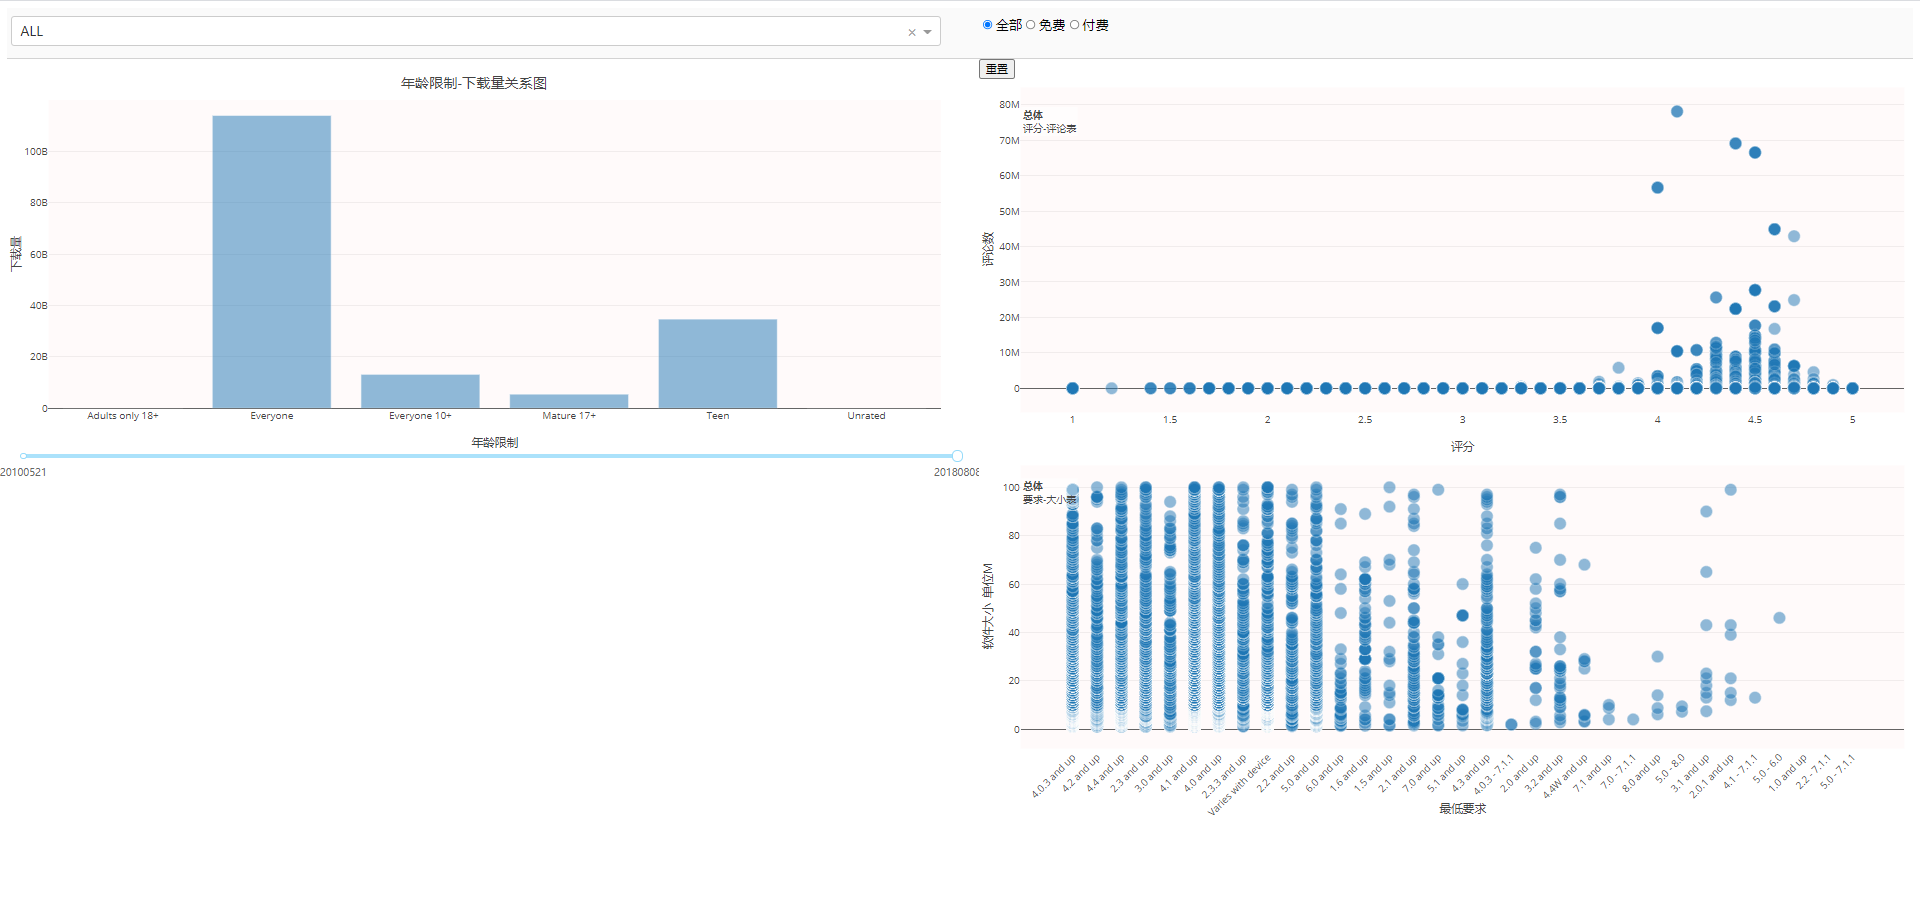 ALL
全部 免费 付费
重置
年龄限制-下载量关系图
下载量
100B
80B
60B
40B
20B
0
Adults only 18+ Everyone Everyone 10+ Mature 17+ Teen Unrated
年龄限制
20100521 20180808
总体
评分-评论表
评论数
80M
70M
60M
50M
40M
30M
20M
10M
0
1 1.5 2 2.5 3 3.5 4 4.5 5
评分
总体
要求-大小表
软件大小 单位M
100
80
60
40
20
0
4.0.3 and up
4.2 and up
4.4 and up
2.3 and up
3.0 and up
4.1 and up
4.0 and up
2.3.3 and up
Varies with device
2.2 and up
5.0 and up
6.0 and up
1.6 and up
1.5 and up
2.1 and up
7.0 and up
5.1 and up
4.3 and up
4.0.3 - 7.1.1
2.0 and up
3.2 and up
4.4W and up
7.1 and up
7.0 - 7.1.1
8.0 and up
5.0 - 8.0
3.1 and up
2.0.1 and up
4.1 - 7.1.1
5.0 - 6.0
1.0 and up
2.2 - 7.1.1
5.0 - 7.1.1
最低要求